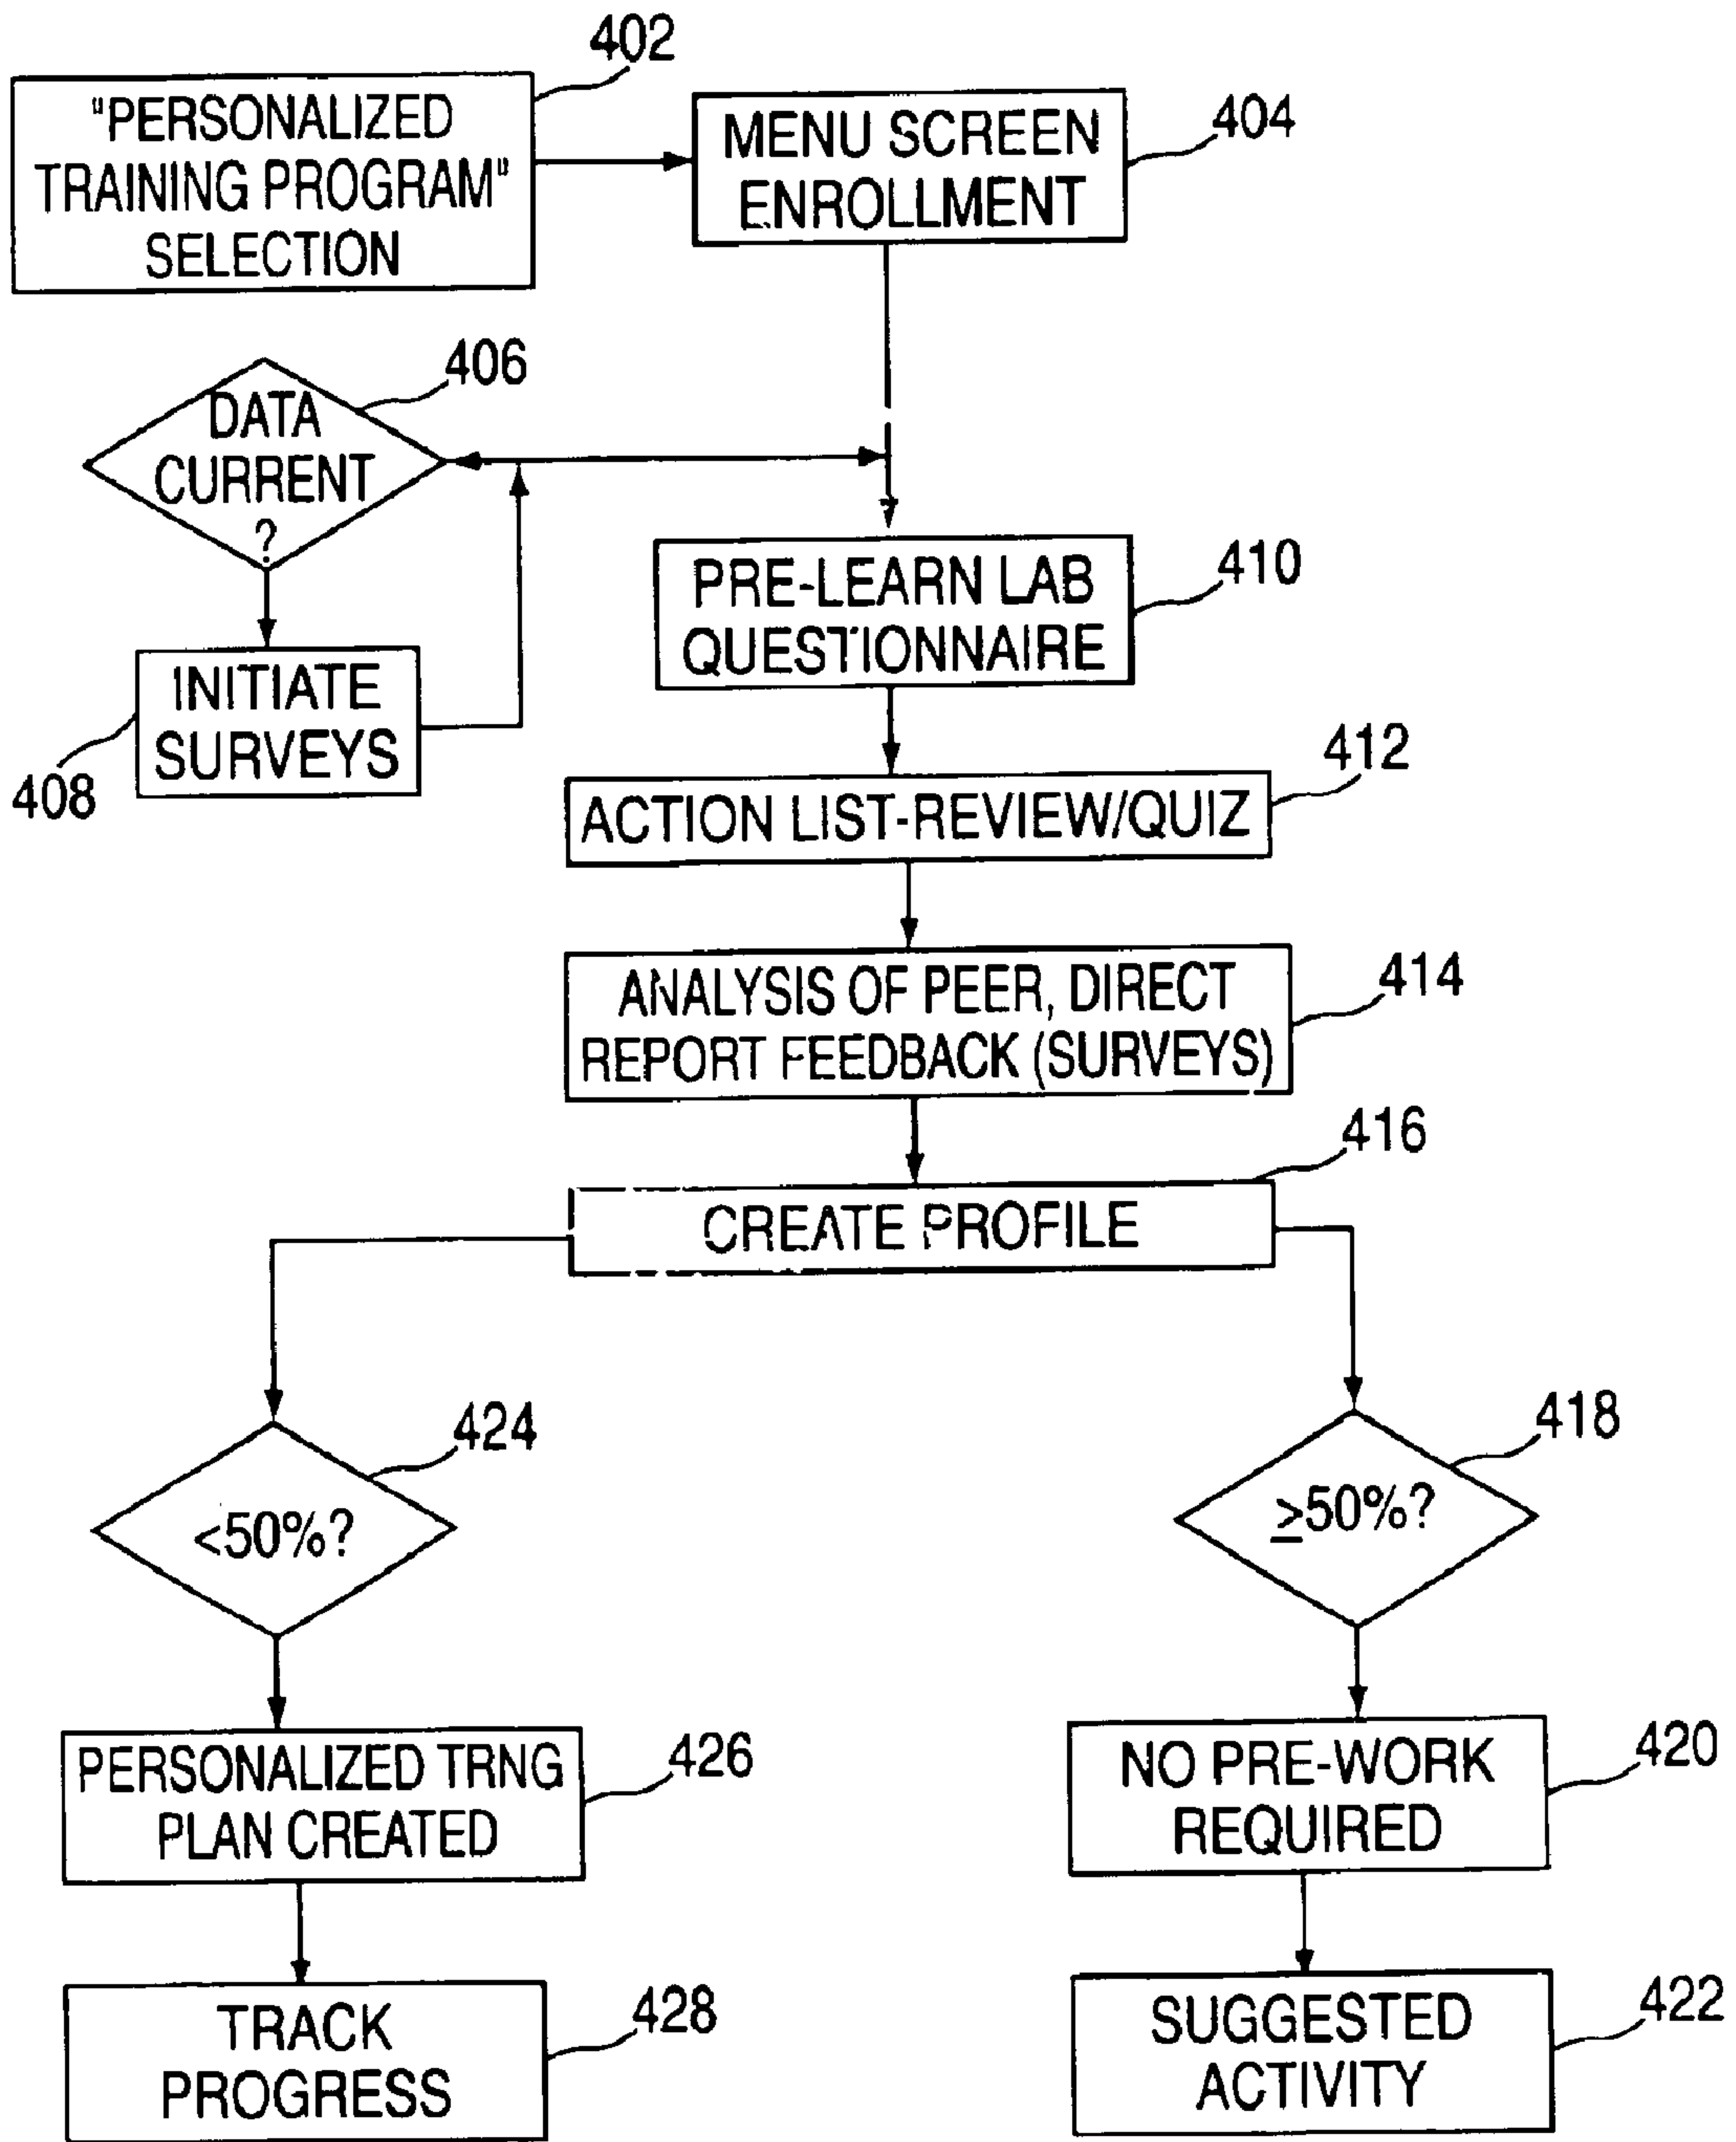 402
"PERSONALIZED
TRAINING PROGRAM"
SELECTION
MENU SCREEN
ENROLLMENT
404
406
DATA
CURRENT
?
INITIATE
SURVEYS
408
PRE-LEARN LAB
QUESTIONNAIRE
410
412
ACTION LIST-REVIEW/QUIZ
ANALYSIS OF PEER, DIRECT
REPORT FEEDBACK (SURVEYS)
414
416
CREATE PROFILE
424
<50%?
418
≥50%?
PERSONALIZED TRNG
PLAN CREATED
426
NO PRE-WORK
REQUIRED
420
TRACK
PROGRESS
428
SUGGESTED
ACTIVITY
422